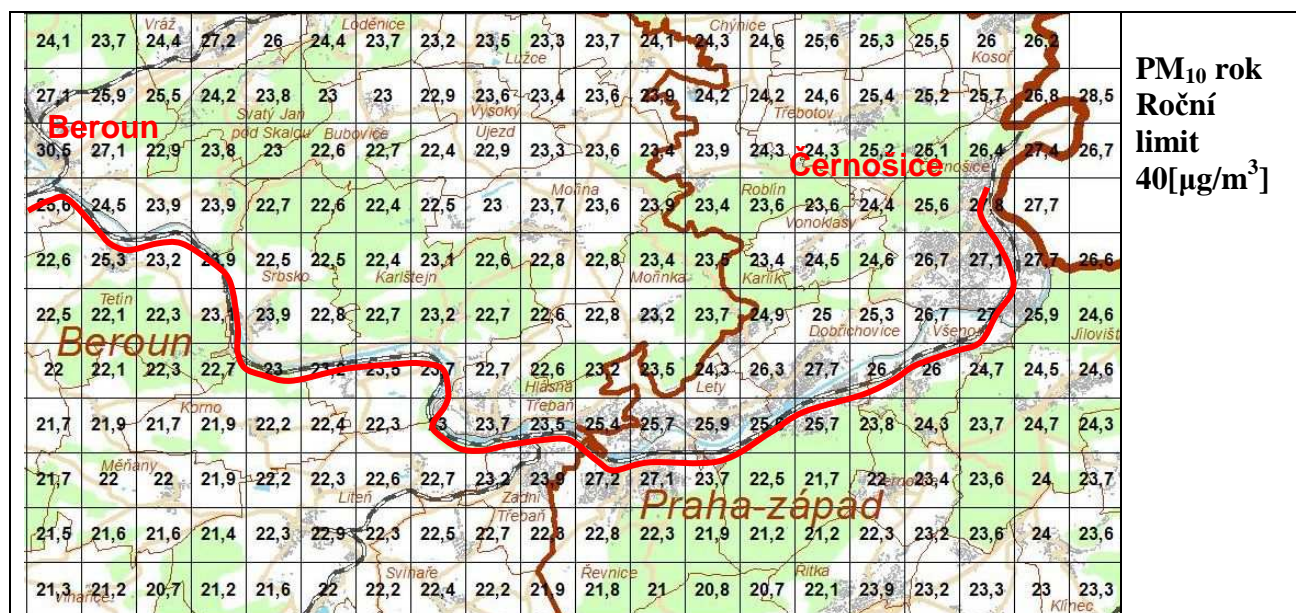 Vráž Loděnice Chýnice
24,1 23,7 24,4 27,2 26 24,4 23,7 23,2 23,5 23,3 23,7 24,1 24,3 24,6 25,6 25,3 25,5 26 26,2
Lužce Kosoř
27,1 25,9 25,5 24,2 23,8 23 23 22,9 23,6 23,4 23,6 23,9 24,2 24,2 24,6 25,4 25,2 25,7 26,8 28,5
Svatý Jan Vysoký Třebotov
Beroun pod Skalou Bubovice Újezd
30,5 27,1 22,9 23,8 23 22,6 22,7 22,4 22,9 23,3 23,6 23,4 23,9 24,3 24,3 25,2 25,1 26,4 27,4 26,7
Černošice
Mořina Roblín
25,6 24,5 23,9 23,9 22,7 22,6 22,4 22,5 23 23,7 23,6 23,9 23,4 23,6 23,6 24,4 25,6 27,7
Vonoklasy
22,6 25,3 23,2 23,9 22,5 22,5 22,4 23,1 22,6 22,8 22,8 23,4 23,5 23,4 24,5 24,6 26,7 27,1 27,7 26,6
Srbsko Karlštejn Mořinka Karlík
Tetín
22,5 22,1 22,3 23,1 23,9 22,8 22,7 23,2 22,7 22,6 22,8 23,2 23,7 24,9 25 25,3 26,7 27 25,9 24,6
Beroun Dobřichovice Jíloviště
22 22,1 22,3 22,7 23 23,2 23,5 23,7 22,7 22,6 23,2 23,5 24,3 26,3 27,7 26 26 24,7 24,5 24,6
Korno Hlásná Lety
Třebaň
21,7 21,9 21,7 21,9 22,2 22,4 22,3 23,7 23,5 25,4 25,7 25,9 25,7 23,8 24,3 23,7 24,7 24,3
Měňany
21,7 22 22 21,9 22,2 22,3 22,6 22,7 23,2 23,9 27,2 27,1 23,7 22,5 21,7 22 23,4 23,6 24 23,7
Liteň Zadní Praha-západ
Třebaň
21,5 21,6 21,6 21,4 22,3 22,9 22,3 22,5 22,7 22,3 22,8 22,3 21,9 21,2 21,2 22,3 23,2 23,6 24 23,6
Svinaře Řevnice Řitka
21,3 21,2 20,7 21,2 21,6 22 22,2 22,4 22,2 21,9 21,8 21 20,8 20,7 22,1 23,9 23,2 23,3 23 23,3
Vinařice Klínec
PM10 rok
Roční
limit
40[µg/m³]